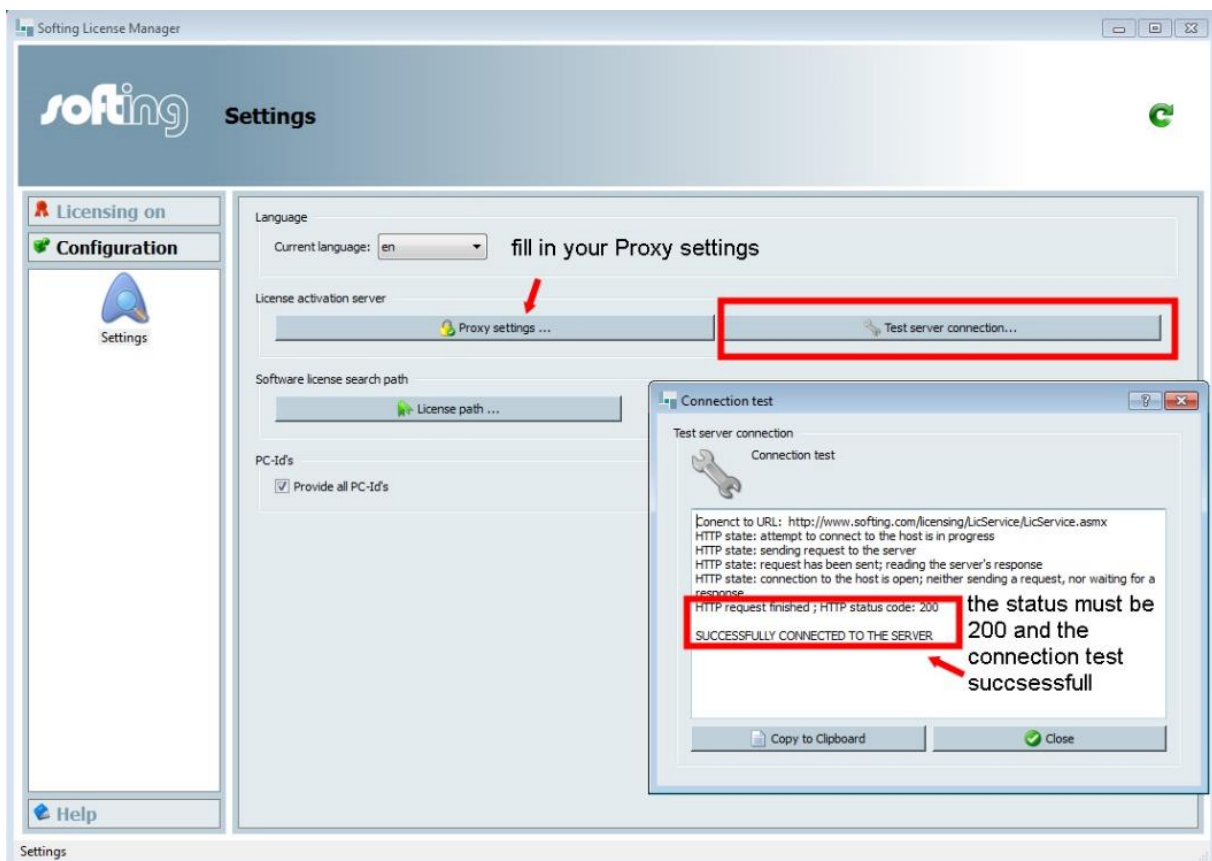 Softing License Manager
softing
Settings
Licensing on
Configuration
Settings
Help
Language
Current language: en
fill in your Proxy settings
License activation server
Proxy settings ...
Test server connection...
Software license search path
License path ...
PC-Id's
Provide all PC-Id's
Connection test
Test server connection
Connection test
Conenct to URL: http://www.softing.com/licensing/LicService/LicService.asmx
HTTP state: attempt to connect to the host is in progress
HTTP state: sending request to the server
HTTP state: request has been sent; reading the server's response
HTTP state: connection to the host is open; neither sending a request, nor waiting for a
response
HTTP request finished ; HTTP status code: 200
SUCCESSFULLY CONNECTED TO THE SERVER
the status must be
200 and the
connection test
succsessfull
Copy to Clipboard
Close
Settings